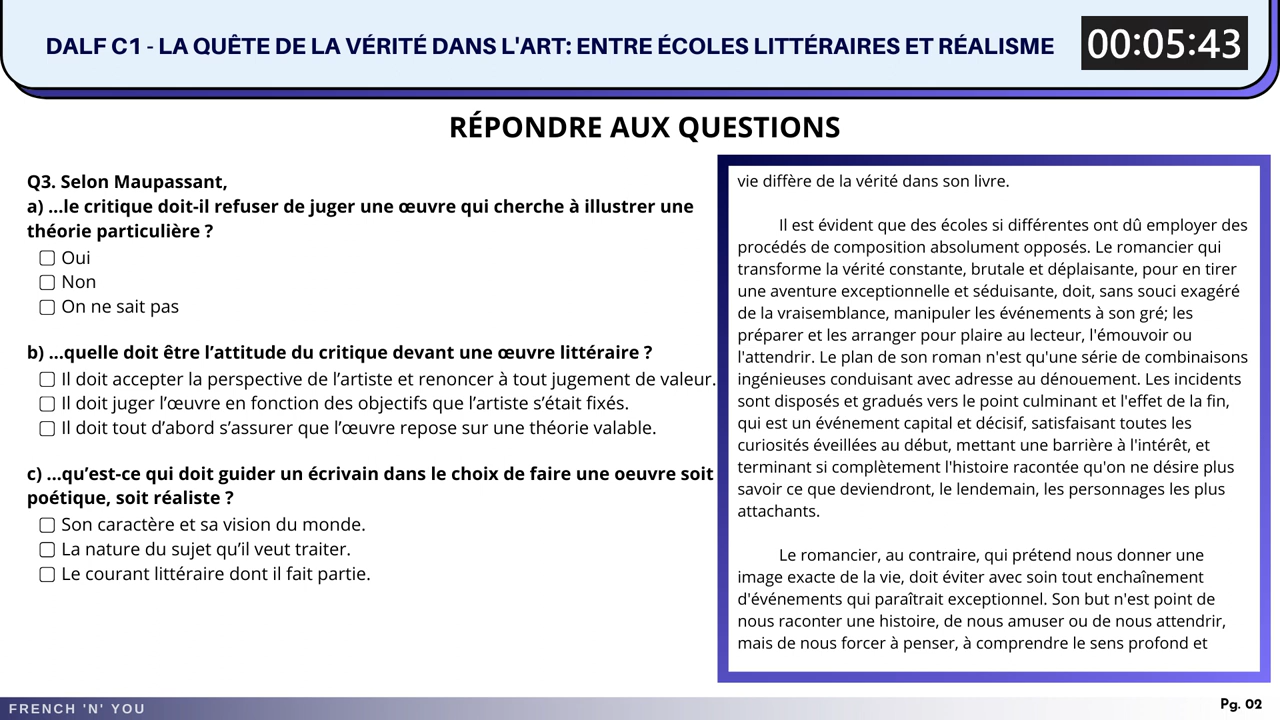 DALF C1 - LA QUÊTE DE LA VÉRITÉ DANS L'ART: ENTRE ÉCOLES LITTÉRAIRES ET RÉALISME
00:05:43
RÉPONDRE AUX QUESTIONS
Q3. Selon Maupassant,
a) ...le critique doit-il refuser de juger une œuvre qui cherche à illustrer une
théorie particulière ?
Oui
Non
On ne sait pas
b) ...quelle doit être l’attitude du critique devant une œuvre littéraire ?
Il doit accepter la perspective de l’artiste et renoncer à tout jugement de valeur.
Il doit juger l’œuvre en fonction des objectifs que l’artiste s’était fixés.
Il doit tout d’abord s’assurer que l’œuvre repose sur une théorie valable.
c) ...qu’est-ce qui doit guider un écrivain dans le choix de faire une oeuvre soit
poétique, soit réaliste ?
Son caractère et sa vision du monde.
La nature du sujet qu’il veut traiter.
Le courant littéraire dont il fait partie.
vie diffère de la vérité dans son livre.
Il est évident que des écoles si différentes ont dû employer des
procédés de composition absolument opposés. Le romancier qui
transforme la vérité constante, brutale et déplaisante, pour en tirer
une aventure exceptionnelle et séduisante, doit, sans souci exagéré
de la vraisemblance, manipuler les événements à son gré; les
préparer et les arranger pour plaire au lecteur, l'émouvoir ou
l'attendrir. Le plan de son roman n'est qu'une série de combinaisons
ingénieuses conduisant avec adresse au dénouement. Les incidents
sont disposés et gradués vers le point culminant et l'effet de la fin,
qui est un événement capital et décisif, satisfaisant toutes les
curiosités éveillées au début, mettant une barrière à l'intérêt, et
terminant si complètement l'histoire racontée qu'on ne désire plus
savoir ce que deviendront, le lendemain, les personnages les plus
attachants.
Le romancier, au contraire, qui prétend nous donner une
image exacte de la vie, doit éviter avec soin tout enchaînement
d'événements qui paraîtrait exceptionnel. Son but n'est point de
nous raconter une histoire, de nous amuser ou de nous attendrir,
mais de nous forcer à penser, à comprendre le sens profond et
FRENCH 'N' YOU
Pg. 02